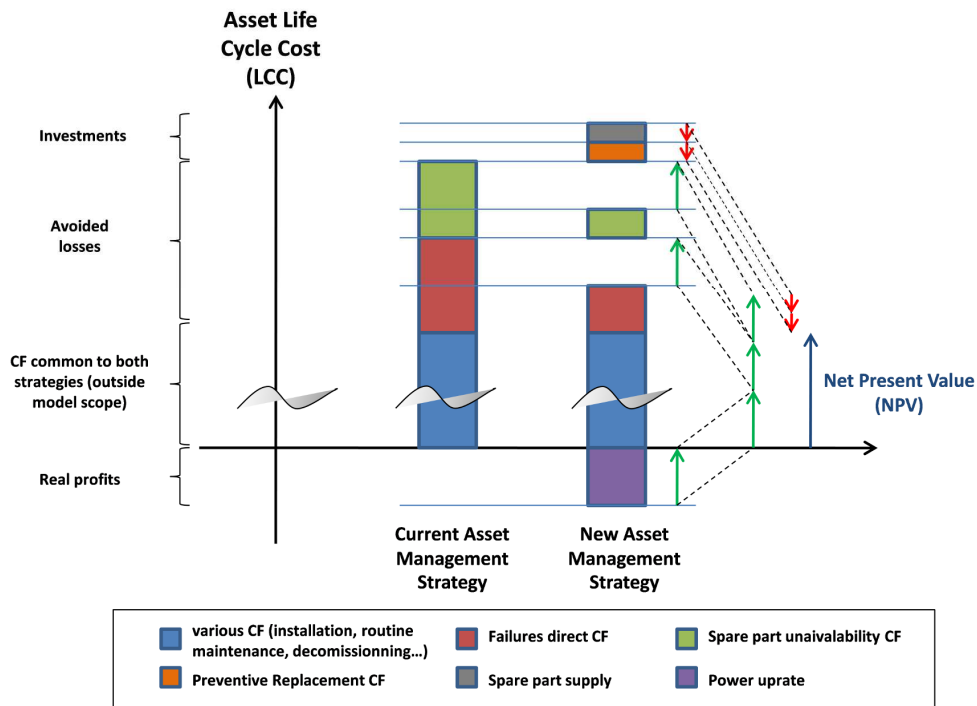 Asset Life
Cycle Cost
(LCC)
Investments
Avoided
losses
CF common to both
strategies (outside
model scope)
Net Present Value
(NPV)
Real profits
Current Asset
Management
Strategy
New Asset
Management
Strategy
various CF (installation, routine
maintenance, decomissionning...)
Failures direct CF
Spare part unaivalability CF
Preventive Replacement CF
Spare part supply
Power uprate